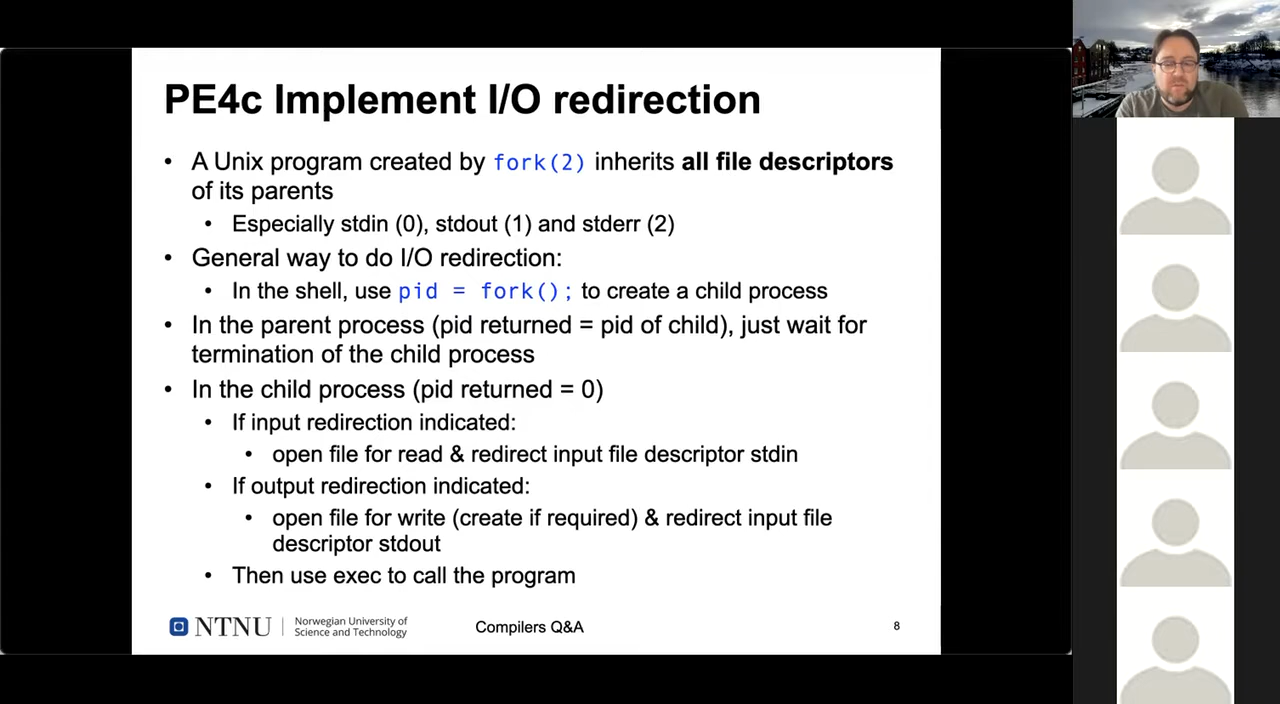 PE4c Implement I/O redirection
• A Unix program created by fork(2) inherits all file descriptors
of its parents
• Especially stdin (0), stdout (1) and stderr (2)
• General way to do I/O redirection:
• In the shell, use pid = fork(); to create a child process
• In the parent process (pid returned = pid of child), just wait for
termination of the child process
• In the child process (pid returned = 0)
• If input redirection indicated:
• open file for read & redirect input file descriptor stdin
• If output redirection indicated:
• open file for write (create if required) & redirect input file
descriptor stdout
• Then use exec to call the program
NTNU
Norwegian University of
Science and Technology
Compilers Q&A
8